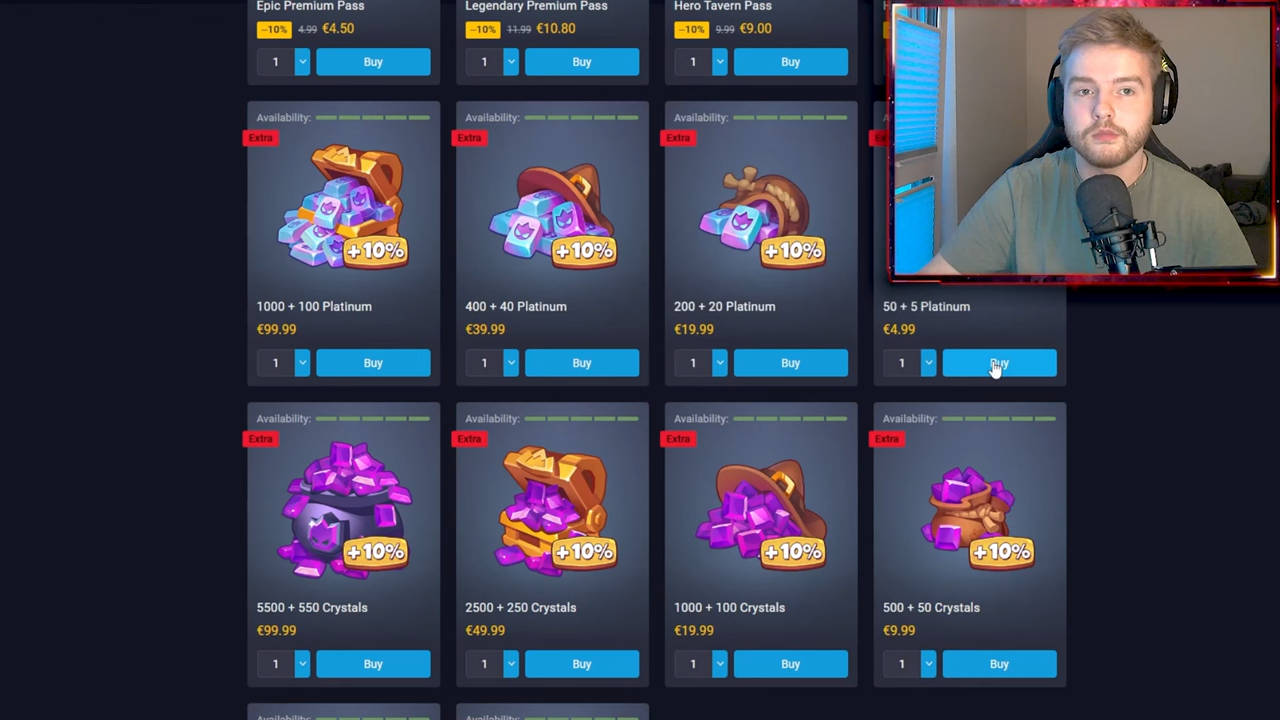 Epic Premium Pass
-10% 4.99 €4.50
1 Buy
Legendary Premium Pass
-10% 11.99 €10.80
1 Buy
Hero Tavern Pass
-10% 9.99 €9.00
1 Buy
Availability:
Extra
+10%
1000 + 100 Platinum
€99.99
1 Buy
Availability:
Extra
+10%
400 + 40 Platinum
€39.99
1 Buy
Availability:
Extra
+10%
200 + 20 Platinum
€19.99
1 Buy
50 + 5 Platinum
€4.99
1 Buy
Availability:
Extra
+10%
5500 + 550 Crystals
€99.99
1 Buy
Availability:
Extra
+10%
2500 + 250 Crystals
€49.99
1 Buy
Availability:
Extra
+10%
1000 + 100 Crystals
€19.99
1 Buy
Availability:
Extra
+10%
500 + 50 Crystals
€9.99
1 Buy
Availability:
Availability: